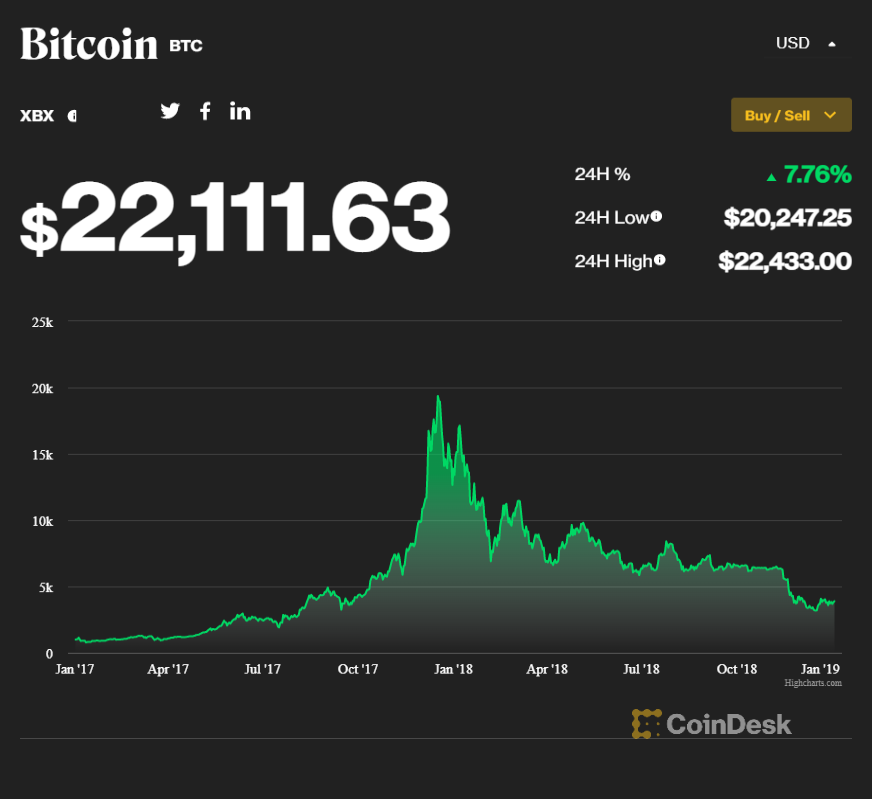 Bitcoin BTC
USD
XBX
Buy / Sell
$22,111.63
24H % 7.76%
24H Low $20,247.25
24H High $22,433.00
25k
20k
15k
10k
5k
0
Jan '17 Apr '17 Jul '17 Oct '17 Jan '18 Apr '18 Jul '18 Oct '18 Jan '19
Highcharts.com
CoinDesk